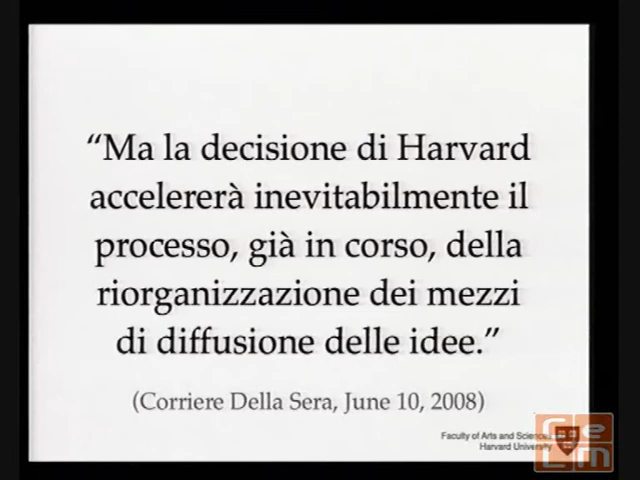 “Ma la decisione di Harvard
accelererà inevitabilmente il
processo, già in corso, della
riorganizzazione dei mezzi
di diffusione delle idee.”
(Corriere Della Sera, June 10, 2008)
Faculty of Arts and Sciences
Harvard University
CeLM